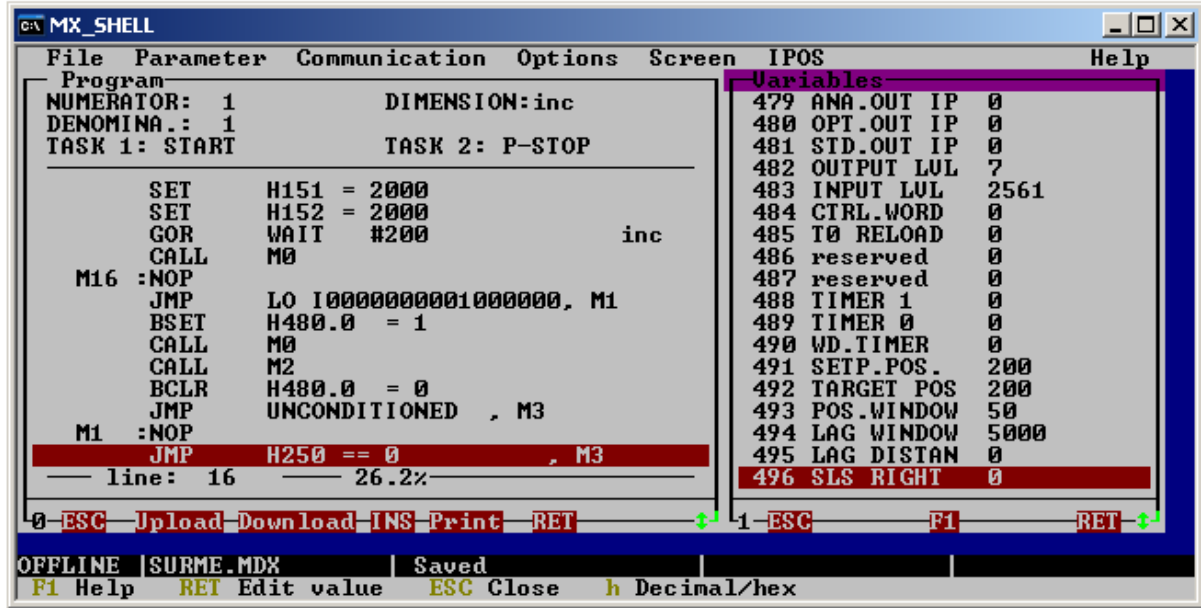 MX_SHELL
File Parameter Communication Options Screen IPOS Help
Program
NUMERATOR: 1 DIMENSION:inc
DENOMINA.: 1
TASK 1: START TASK 2: P-STOP
SET H151 = 2000
SET H152 = 2000
GOR WAIT #200 inc
CALL M0
M16 :NOP
JMP LO I0000000001000000, M1
BSET H480.0 = 1
CALL M0
CALL M2
BCLR H480.0 = 0
JMP UNCONDITIONED , M3
M1 :NOP
JMP H250 == 0 , M3
line: 16 26.2%
0 ESC Upload Download INS Print RET
Variables
479 ANA.OUT IP 0
480 OPT.OUT IP 0
481 STD.OUT IP 0
482 OUTPUT LVL 7
483 INPUT LVL 2561
484 CTRL.WORD 0
485 T0 RELOAD 0
486 reserved 0
487 reserved 0
488 TIMER 1 0
489 TIMER 0 0
490 WD.TIMER 0
491 SETP.POS. 200
492 TARGET POS 200
493 POS.WINDOW 50
494 LAG WINDOW 5000
495 LAG DISTAN 0
496 SLS RIGHT 0
1 ESC F1 RET
OFFLINE |SURME.MDX | Saved | |
F1 Help RET Edit value ESC Close h Decimal/hex